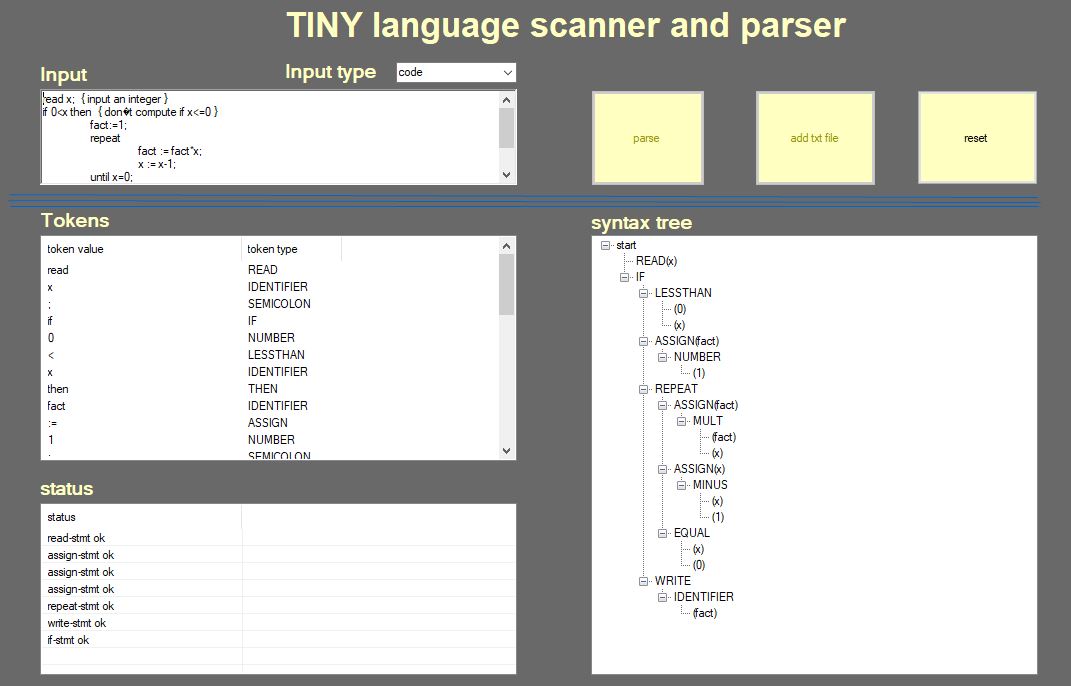 TINY language scanner and parser
Input
Input type
code
read x; { input an integer }
if 0<x then { don�t compute if x<=0 }
fact:=1;
repeat
fact := fact*x;
x := x-1;
until x=0;
parse
add txt file
reset
Tokens
token value token type
read READ
x IDENTIFIER
; SEMICOLON
if IF
0 NUMBER
< LESSTHAN
x IDENTIFIER
then THEN
fact IDENTIFIER
:= ASSIGN
1 NUMBER
; SEMICOLON
status
status
read-stmt ok
assign-stmt ok
assign-stmt ok
assign-stmt ok
repeat-stmt ok
write-stmt ok
if-stmt ok
syntax tree
start
READ(x)
IF
LESSTHAN
(0)
(x)
ASSIGN(fact)
NUMBER
(1)
REPEAT
ASSIGN(fact)
MULT
(fact)
(x)
ASSIGN(x)
MINUS
(x)
(1)
EQUAL
(x)
(0)
WRITE
IDENTIFIER
(fact)